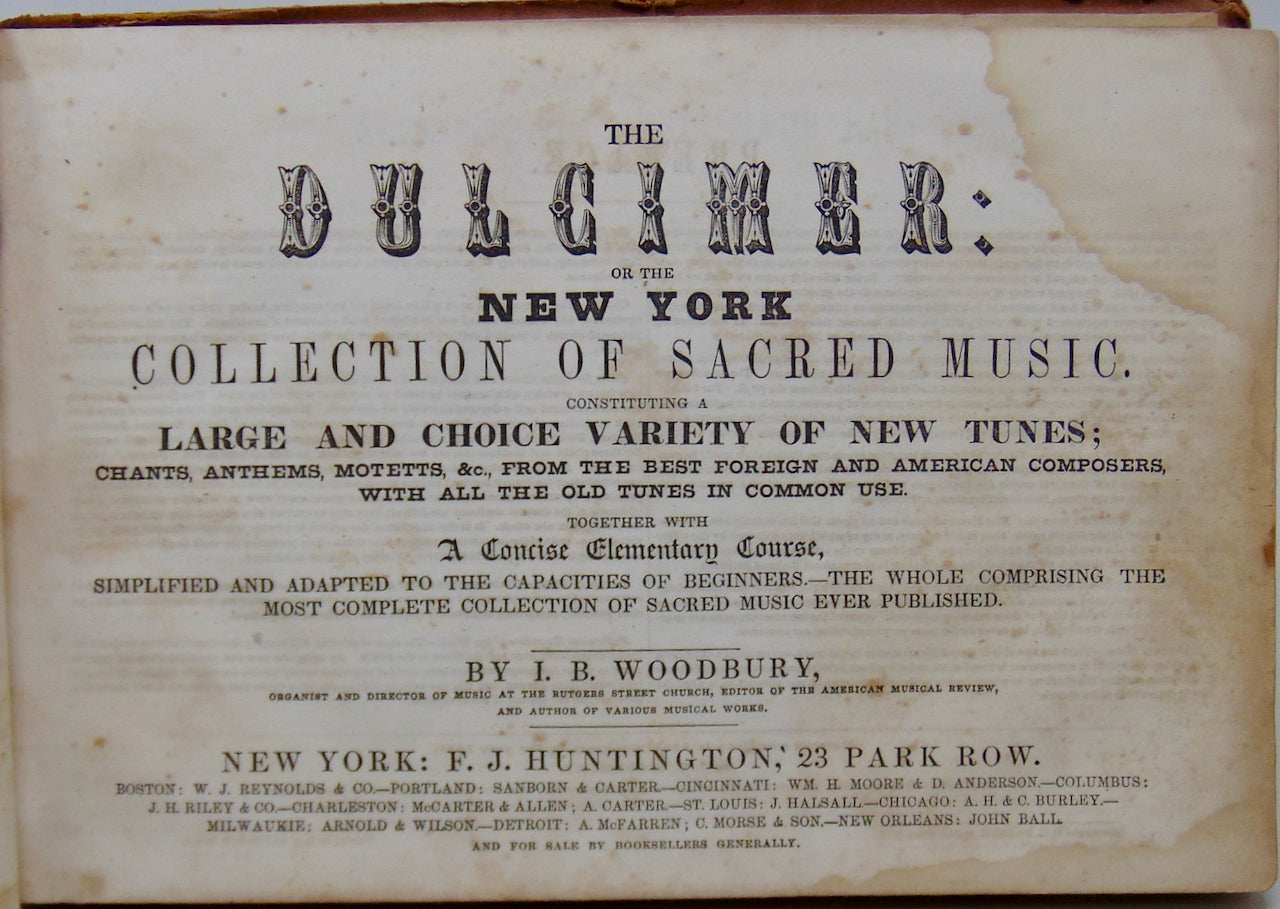 THE
DULCIMER:
OR THE
NEW YORK
COLLECTION OF SACRED MUSIC.
CONSTITUTING A
LARGE AND CHOICE VARIETY OF NEW TUNES;
CHANTS, ANTHEMS, MOTETTS, &c., FROM THE BEST FOREIGN AND AMERICAN COMPOSERS,
WITH ALL THE OLD TUNES IN COMMON USE.
TOGETHER WITH
A Concise Elementary Course,
SIMPLIFIED AND ADAPTED TO THE CAPACITIES OF BEGINNERS.—THE WHOLE COMPRISING THE
MOST COMPLETE COLLECTION OF SACRED MUSIC EVER PUBLISHED.
BY I. B. WOODBURY,
ORGANIST AND DIRECTOR OF MUSIC AT THE RUTGERS STREET CHURCH, EDITOR OF THE AMERICAN MUSICAL REVIEW,
AND AUTHOR OF VARIOUS MUSICAL WORKS.
NEW YORK: F. J. HUNTINGTON, 23 PARK ROW.
BOSTON: W. J. REYNOLDS & CO.—PORTLAND: SANBORN & CARTER.—CINCINNATI: WM. H. MOORE & D. ANDERSON.—COLUMBUS:
J. H. RILEY & CO.—CHARLESTON: McCARTER & ALLEN; A. CARTER.—ST. LOUIS: J. HALSALL.—CHICAGO: A. H. & C. BURLEY.—
MILWAUKIE: ARNOLD & WILSON.—DETROIT: A. McFARREN; C. MORSE & SON.—NEW ORLEANS: JOHN BALL.
AND FOR SALE BY BOOKSELLERS GENERALLY.